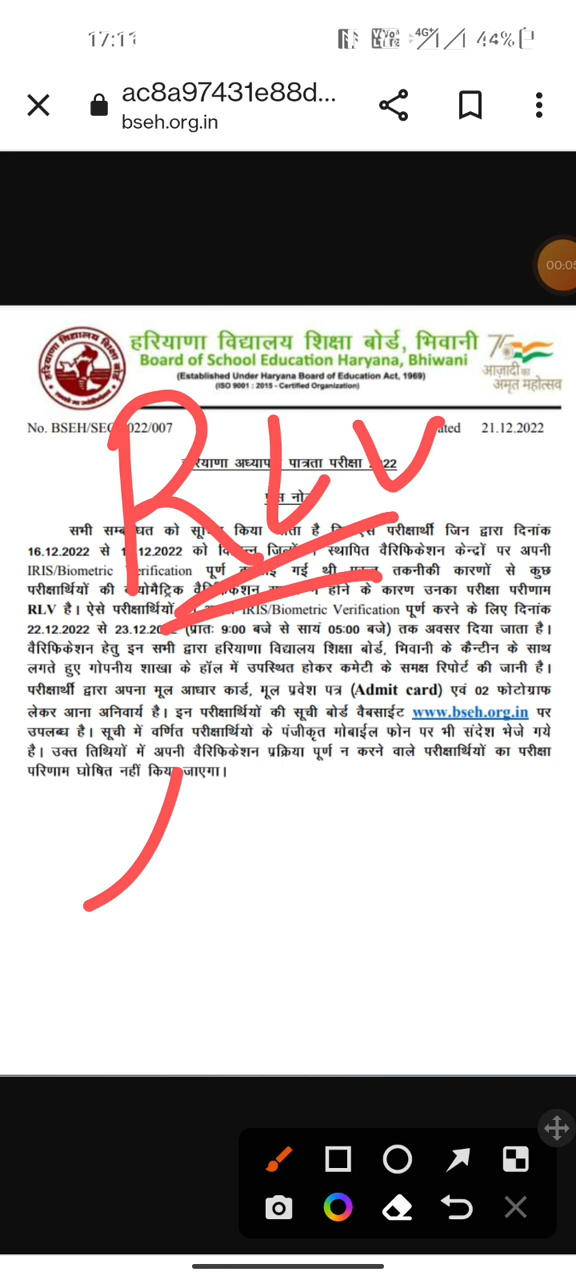 17:11
4G+
44%
ac8a97431e88d...
bseh.org.in
00:05
हरियाणा विद्यालय शिक्षा बोर्ड, भिवानी
Board of School Education Haryana, Bhiwani
(Established Under Haryana Board of Education Act, 1969)
(ISO 9001 : 2015 - Certified Organization)
आज़ादी का
अमृत महोत्सव
No. BSEH/SE 022/007 ated 21.12.2022
पात्रता परीक्षा
RLV
सभी को किया है परीक्षार्थी जिन द्वारा दिनांक
16.12.2022 से .12.2022 को स्थापित वैरिफिकेशन केन्द्रों पर अपनी
IRIS/Biometric पूर्ण गई थी तकनीकी कारणों से कुछ
परीक्षार्थियों की होने के कारण उनका परीक्षा परीणाम
RLV है। ऐसे परीक्षार्थियों IRIS/Biometric Verification पूर्ण करने के लिए दिनांक
22.12.2022 से 23.12.20 (प्रातः 9:00 बजे से सायं 05:00 बजे) तक अवसर दिया जाता है।
वैरिफिकेशन हेतु इन सभी द्वारा हरियाणा विद्यालय शिक्षा बोर्ड, भिवानी के कैन्टीन के साथ
लगते हुए गोपनीय शाखा के हॉल में उपस्थित होकर कमेटी के समक्ष रिपोर्ट की जानी है।
परीक्षार्थी द्वारा अपना मूल आधार कार्ड, मूल प्रवेश पत्र (Admit card) एवं 02 फोटोग्राफ
लेकर आना अनिवार्य है। इन परीक्षार्थियों की सूची बोर्ड वैबसाईट www.bseh.org.in पर
उपलब्ध है। सूची में वर्णित परीक्षार्थियो के पंजीकृत मोबाईल फोन पर भी संदेश भेजे गये
है। उक्त तिथियों में अपनी वैरिफिकेशन प्रक्रिया पूर्ण न करने वाले परीक्षार्थियों का परीक्षा
परिणाम घोषित नहीं किया जाएगा।